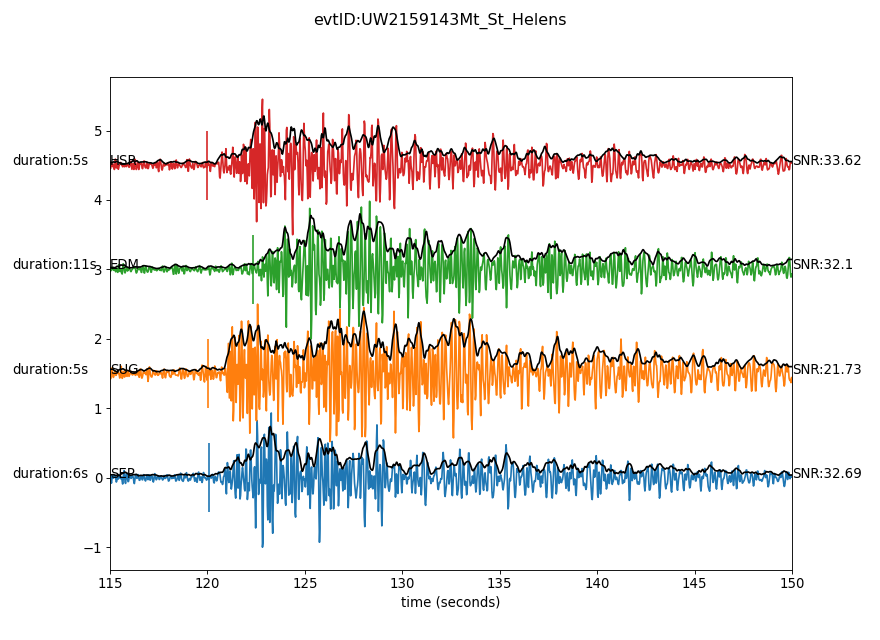 evtID:UW2159143Mt_St_Helens
5
duration:5s HSR SNR:33.62
4
duration:11s EDM SNR:32.1
3
2
duration:5s SUG SNR:21.73
1
duration:6s SEP SNR:32.69
0
−1
115 120 125 130 135 140 145 150
time (seconds)